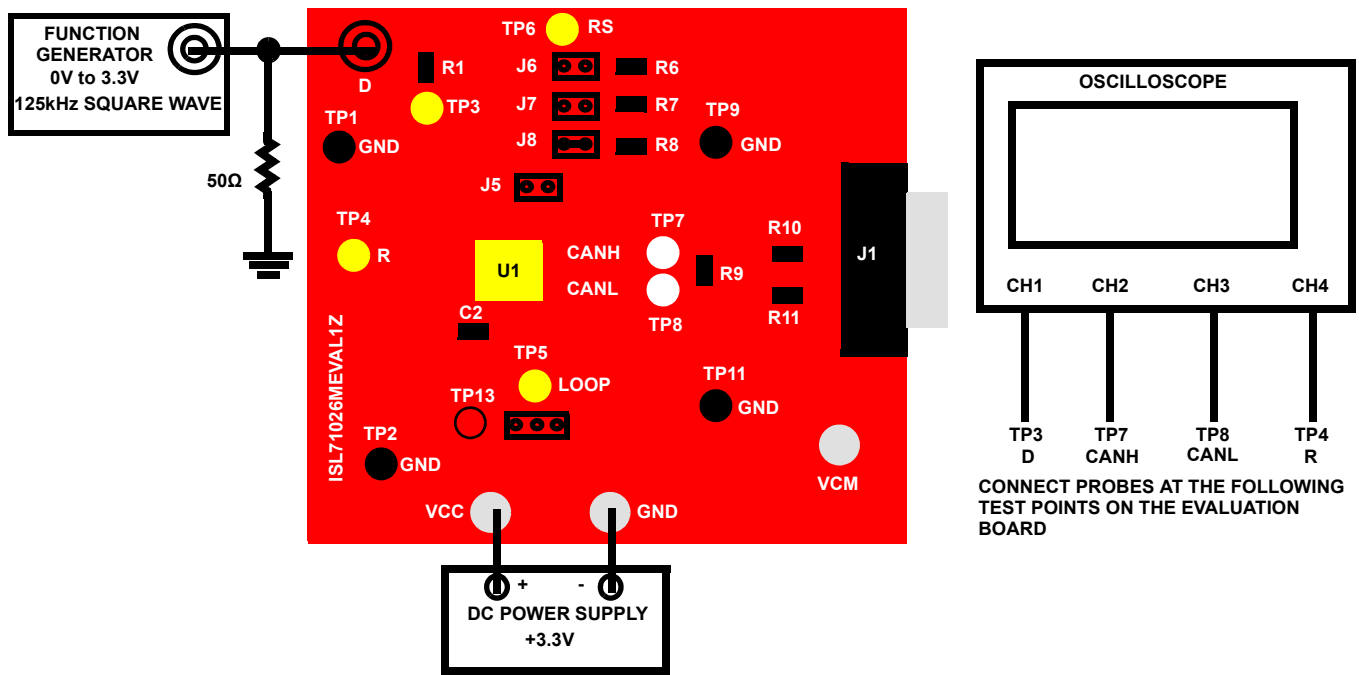 FUNCTION
GENERATOR
0V to 3.3V
125kHz SQUARE WAVE
50Ω
D
TP6
RS
R1
TP3
J6
R6
J7
R7
J8
R8
TP1
GND
TP9
GND
J5
TP4
R
U1
TP7
CANH
CANL
TP8
R9
R10
R11
J1
C2
TP5
LOOP
TP13
TP11
GND
TP2
GND
ISL71026MEVAL1Z
VCM
VCC
GND
+
-
DC POWER SUPPLY
+3.3V
OSCILLOSCOPE
CH1
CH2
CH3
CH4
TP3
D
TP7
CANH
TP8
CANL
TP4
R
CONNECT PROBES AT THE FOLLOWING
TEST POINTS ON THE EVALUATION
BOARD